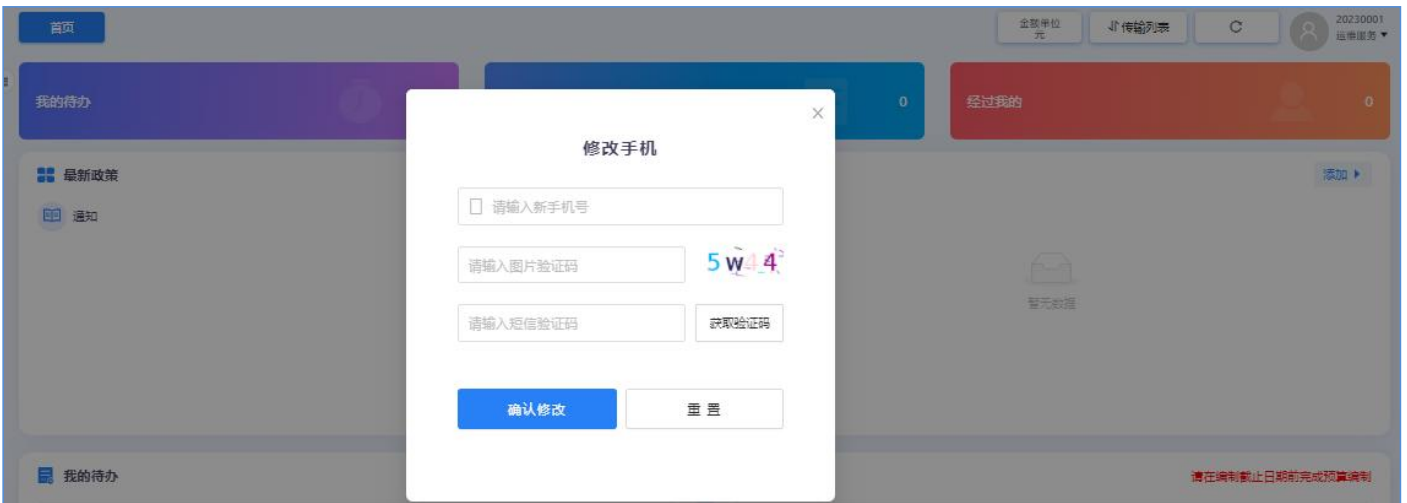 首页
金额单位
元
传输列表
20230001
运维服务
我的待办
0
经过我的
0
修改手机
请输入新手机号
请输入图片验证码
5w44
请输入短信验证码
获取验证码
确认修改
重置
最新政策
通知
添加
暂无数据
我的待办
请在编制截止日期前完成预算编制